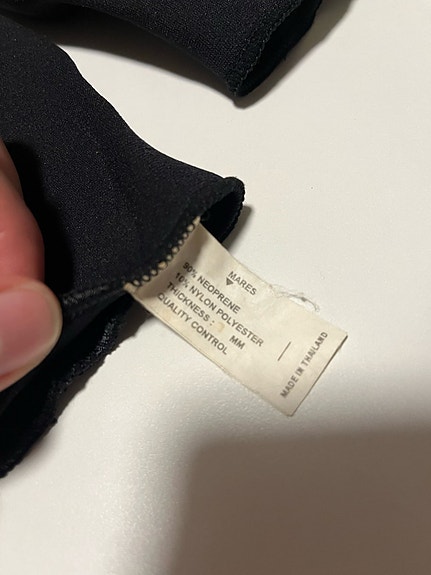 MARES
90% NEOPRENE
10% NYLON POLYESTER
THICKNESS : MM
QUALITY CONTROL
MADE IN THAILAND